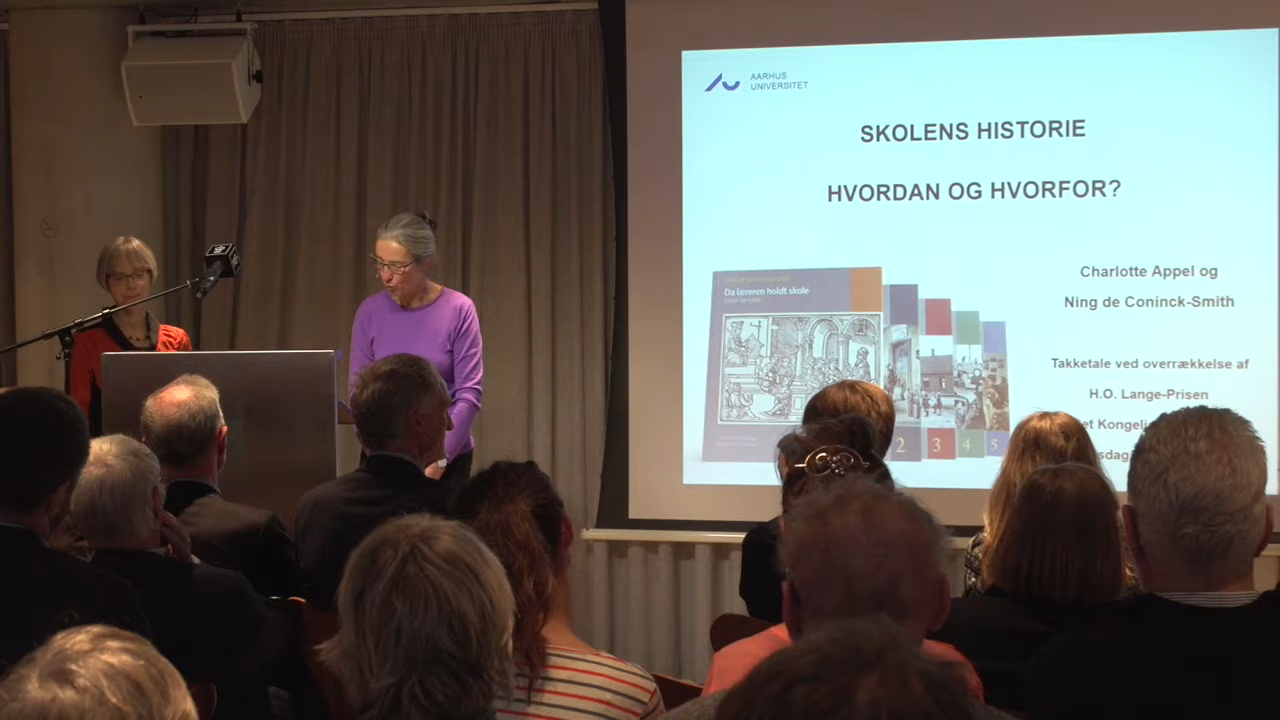 AARHUS
UNIVERSITET
SKOLENS HISTORIE
HVORDAN OG HVORFOR?
Charlotte Appel og
Ning de Coninck-Smith
Da læreren holdt skole
Takketale ved overrækkelse af
H.O. Lange-Prisen
2 3 4 5